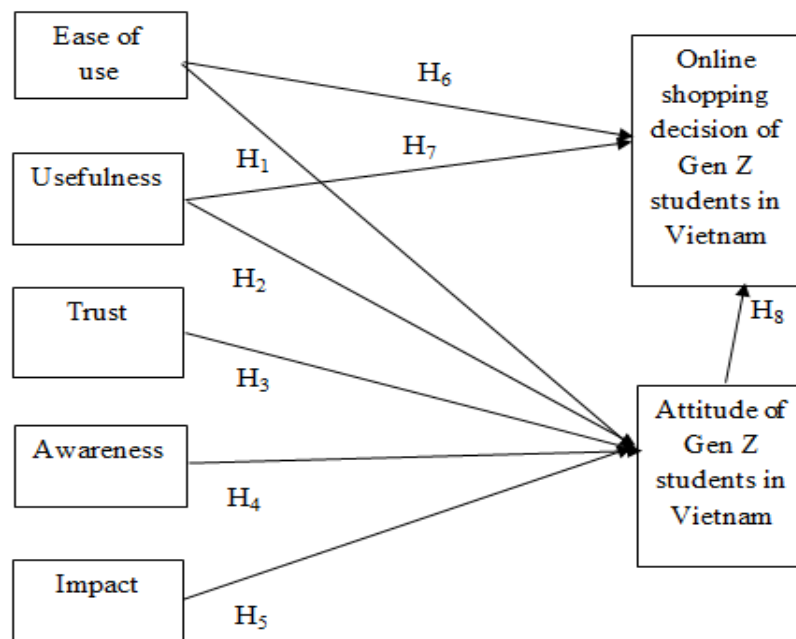 Ease of
use
Usefulness
Trust
Awareness
Impact
H₆
H₁
H₇
H₂
H₃
H₄
H₅
Online
shopping
decision of
Gen Z
students in
Vietnam
H₈
Attitude of
Gen Z
students in
Vietnam